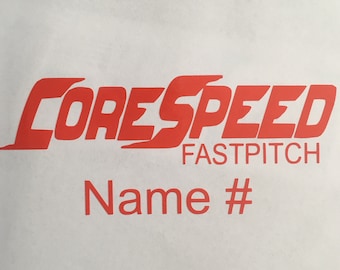 CORESPEED
FASTPITCH
Name #